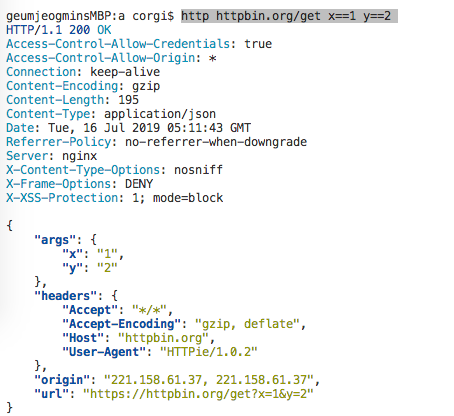 geumjeogminsMBP:a corgi$ http httpbin.org/get x==1 y==2
HTTP/1.1 200 OK
Access-Control-Allow-Credentials: true
Access-Control-Allow-Origin: *
Connection: keep-alive
Content-Encoding: gzip
Content-Length: 195
Content-Type: application/json
Date: Tue, 16 Jul 2019 05:11:43 GMT
Referrer-Policy: no-referrer-when-downgrade
Server: nginx
X-Content-Type-Options: nosniff
X-Frame-Options: DENY
X-XSS-Protection: 1; mode=block

{
    "args": {
        "x": "1",
        "y": "2"
    },
    "headers": {
        "Accept": "*/*",
        "Accept-Encoding": "gzip, deflate",
        "Host": "httpbin.org",
        "User-Agent": "HTTPie/1.0.2"
    },
    "origin": "221.158.61.37, 221.158.61.37",
    "url": "https://httpbin.org/get?x=1&y=2"
}